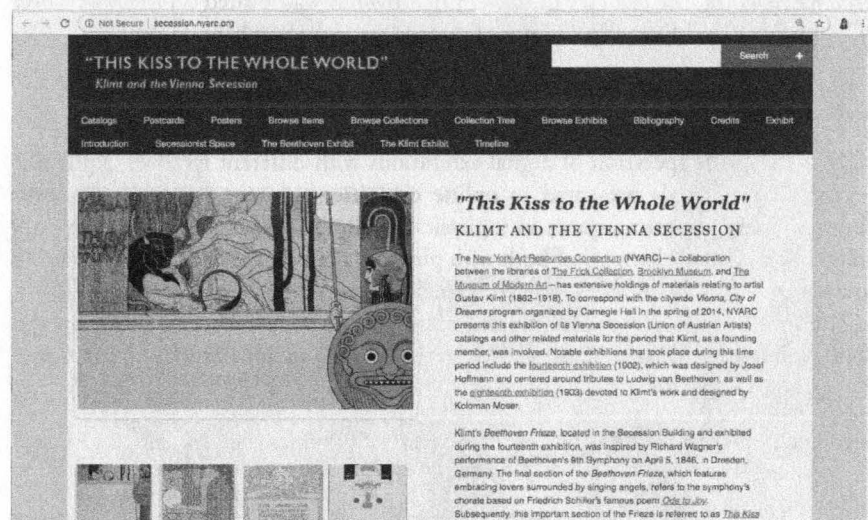 Not Secure | secession.nyarc.org
"THIS KISS TO THE WHOLE WORLD"
Klimt and the Vienna Secession
Search +
Catalogs Postcards Posters Browse Items Browse Collections Collection Tree Browse Exhibits Bibliography Credits Exhibit
Introduction Secessionist Space The Beethoven Exhibit The Klimt Exhibit Timeline
"This Kiss to the Whole World"
KLIMT AND THE VIENNA SECESSION
The New York Art Resources Consortium (NYARC)—a collaboration
between the libraries of The Frick Collection, Brooklyn Museum, and The
Museum of Modern Art—has extensive holdings of materials relating to artist
Gustav Klimt (1862–1918). To correspond with the citywide Vienna, City of
Dreams program organized by Carnegie Hall in the spring of 2014, NYARC
presents this exhibition of its Vienna Secession (Union of Austrian Artists)
catalogs and other related materials for the period that Klimt, as a founding
member, was involved. Notable exhibitions that took place during this time
period include the fourteenth exhibition (1902), which was designed by Josef
Hoffmann and centered around tributes to Ludwig van Beethoven, as well as
the eighteenth exhibition (1903) devoted to Klimt's work and designed by
Koloman Moser.
Klimt's Beethoven Frieze, located in the Secession Building and exhibited
during the fourteenth exhibition, was inspired by Richard Wagner's
performance of Beethoven's 9th Symphony on April 5, 1846, in Dresden,
Germany. The final section of the Beethoven Frieze, which features
embracing lovers surrounded by singing angels, refers to the symphony's
chorale based on Friedrich Schiller's famous poem Ode to Joy.
Subsequently, this important section of the Frieze is referred to as This Kiss